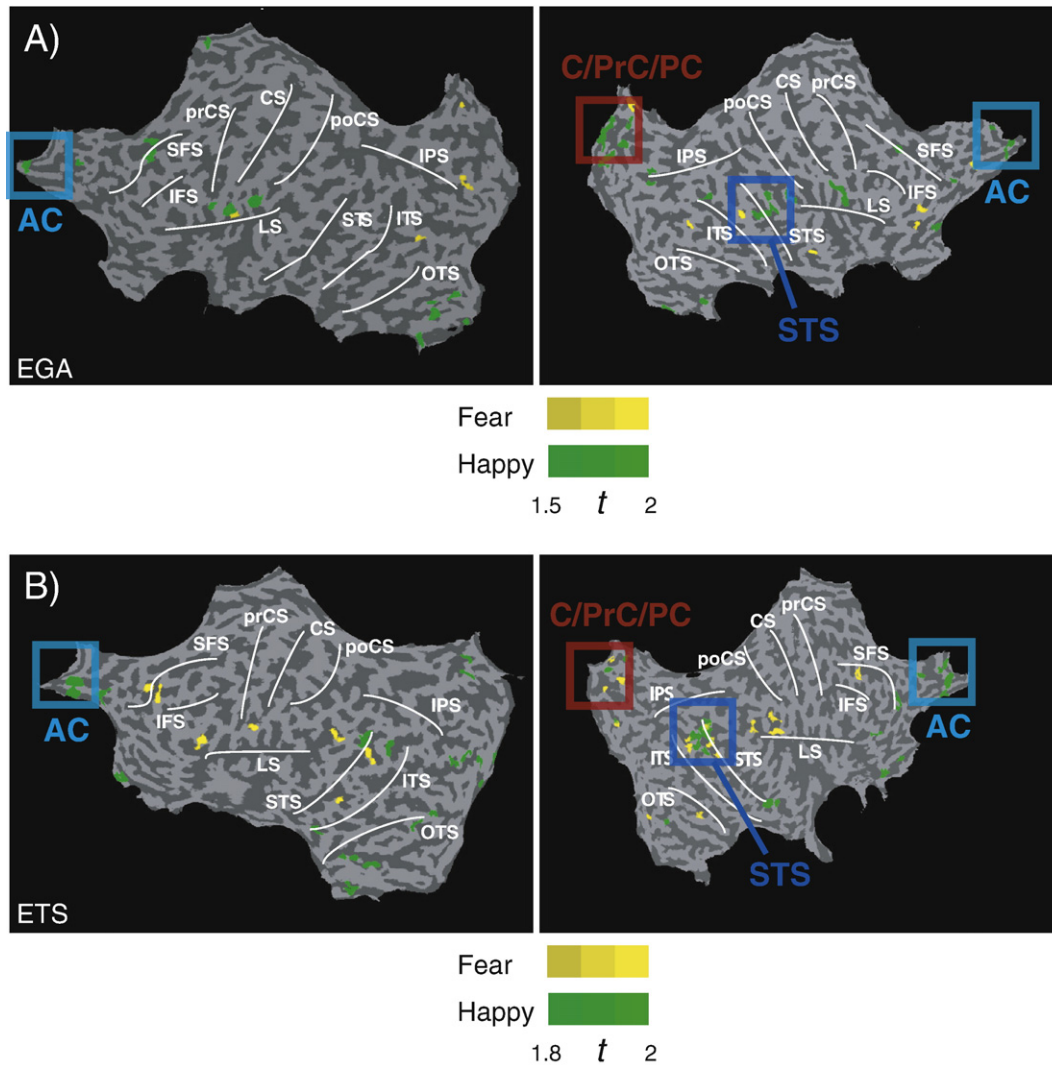 A)
C/PrC/PC
prCS
CS
poCS
SFS
IPS
AC
IFS
LS
STS
ITS
OTS
EGA
CS
prCS
poCS
IPS
SFS
IFS
AC
LS
ITS
STS
OTS
STS
Fear
Happy
1.5 t 2
B)
C/PrC/PC
prCS
SFS
CS
poCS
AC
IFS
IPS
LS
STS
ITS
OTS
ETS
prCS
CS
poCS
SFS
IPS
IFS
AC
ITS
STS
LS
OTS
STS
Fear
Happy
1.8 t 2